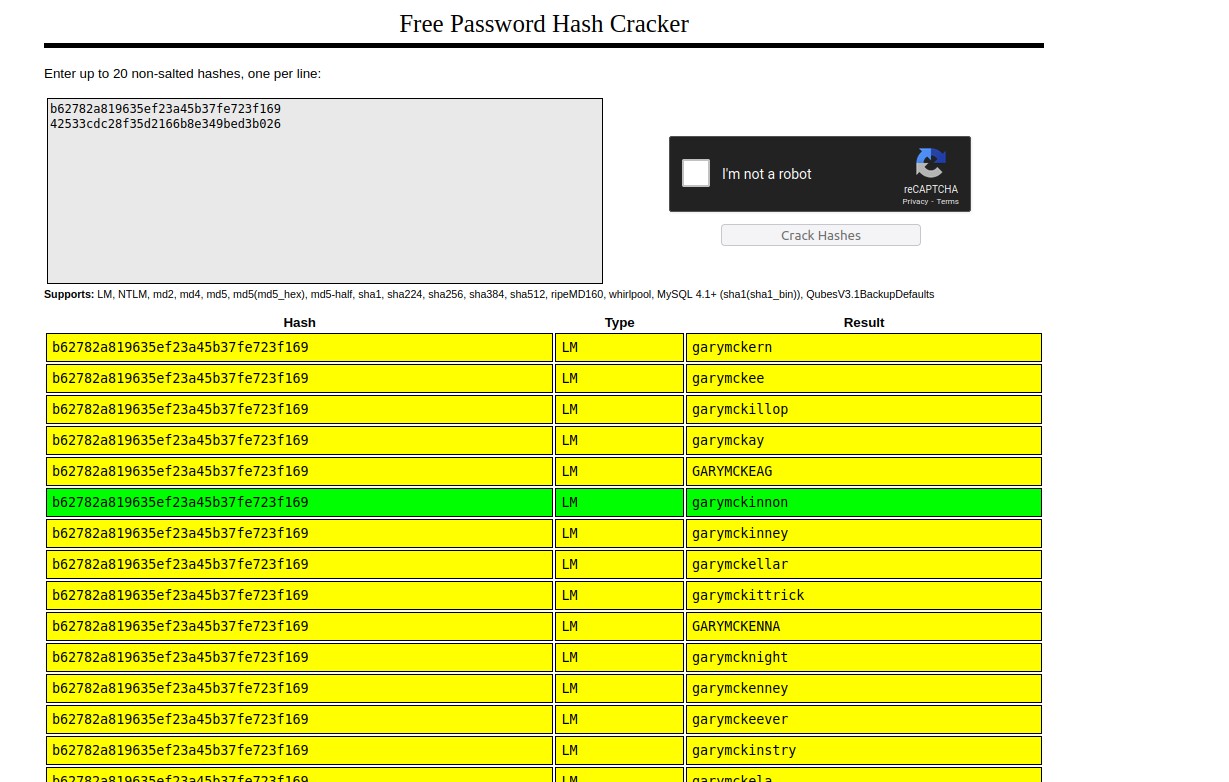 Free Password Hash Cracker
Enter up to 20 non-salted hashes, one per line:
b62782a819635ef23a45b37fe723f169
42533cdc28f35d2166b8e349bed3b026
I'm not a robot
reCAPTCHA
Privacy - Terms
Crack Hashes
Supports: LM, NTLM, md2, md4, md5, md5(md5_hex), md5-half, sha1, sha224, sha256, sha384, sha512, ripeMD160, whirlpool, MySQL 4.1+ (sha1(sha1_bin)), QubesV3.1BackupDefaults
Hash Type Result
b62782a819635ef23a45b37fe723f169 LM garymckern
b62782a819635ef23a45b37fe723f169 LM garymckee
b62782a819635ef23a45b37fe723f169 LM garymckillop
b62782a819635ef23a45b37fe723f169 LM garymckay
b62782a819635ef23a45b37fe723f169 LM GARYMCKEAG
b62782a819635ef23a45b37fe723f169 LM garymckinnon
b62782a819635ef23a45b37fe723f169 LM garymckinney
b62782a819635ef23a45b37fe723f169 LM garymckellar
b62782a819635ef23a45b37fe723f169 LM garymckittrick
b62782a819635ef23a45b37fe723f169 LM GARYMCKENNA
b62782a819635ef23a45b37fe723f169 LM garymcknight
b62782a819635ef23a45b37fe723f169 LM garymckenney
b62782a819635ef23a45b37fe723f169 LM garymckeever
b62782a819635ef23a45b37fe723f169 LM garymckinstry
b62782a819635ef23a45b37fe723f169 LM garymckela